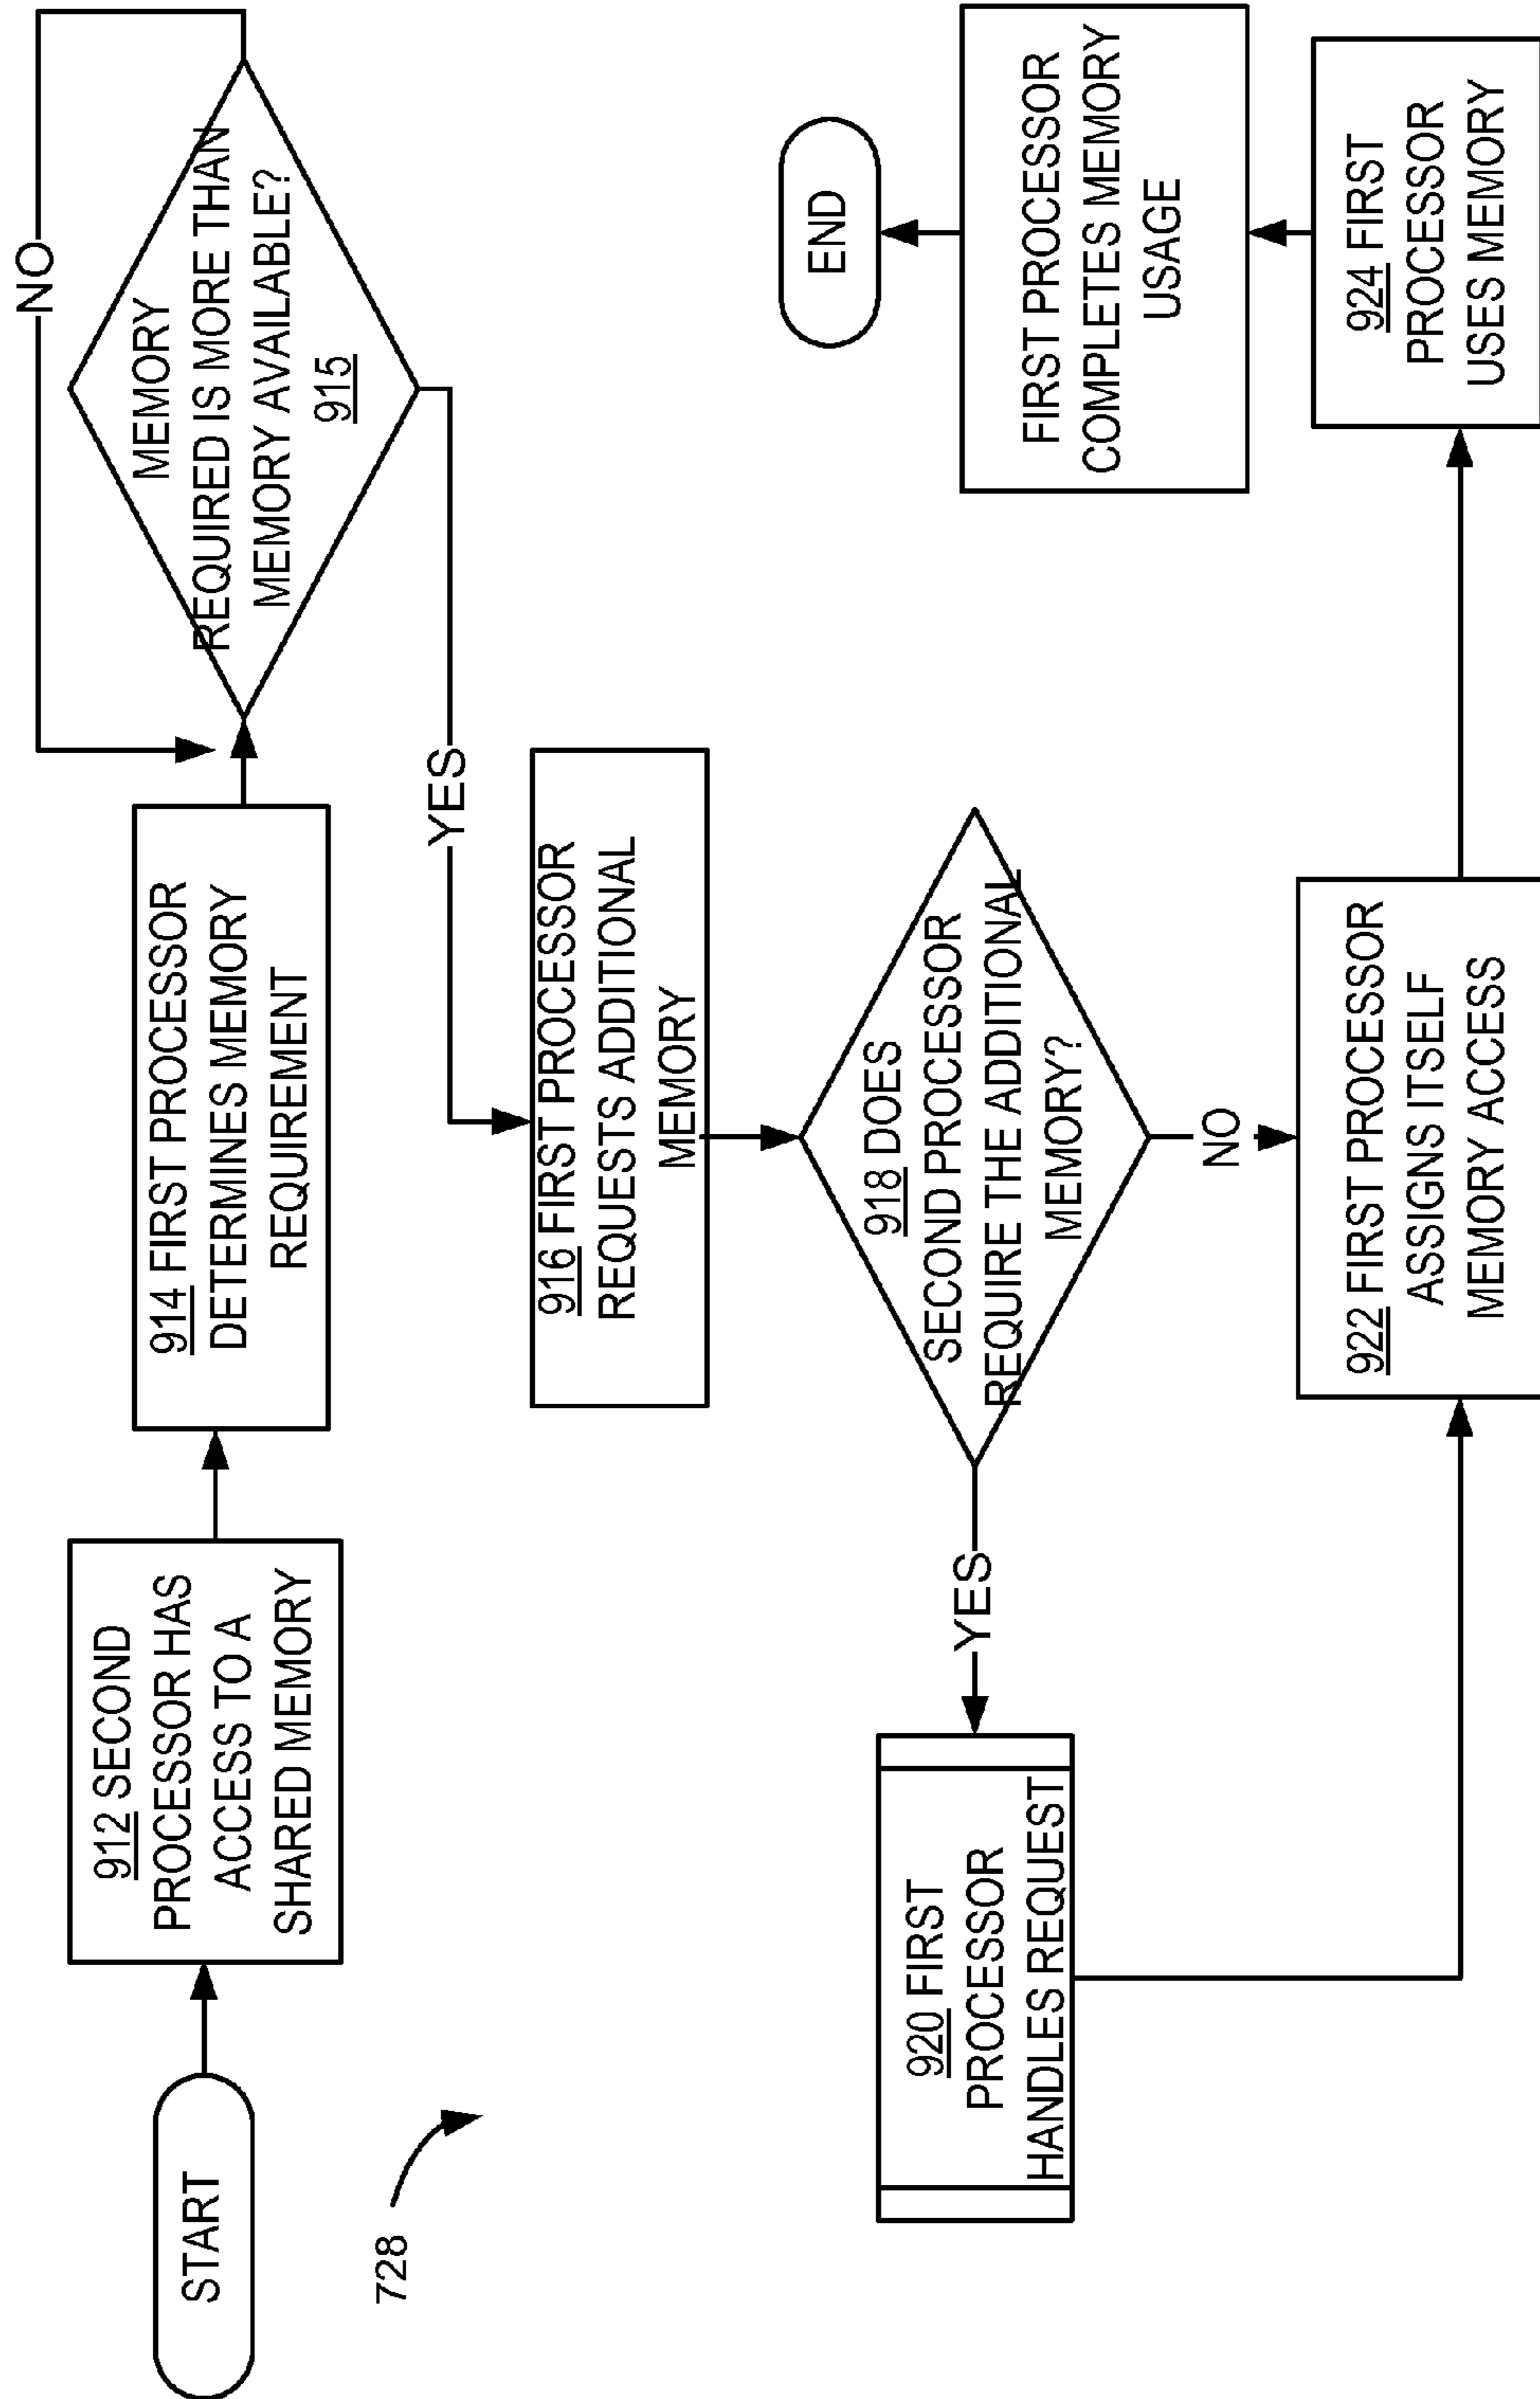 START
912 SECOND
PROCESSOR HAS
ACCESS TO A
SHARED MEMORY
914 FIRST PROCESSOR
DETERMINES MEMORY
REQUIREMENT
MEMORY
REQUIRED IS MORE THAN
MEMORY AVAILABLE?
915
NO
YES
728
916 FIRST PROCESSOR
REQUESTS ADDITIONAL
MEMORY
918 DOES
SECOND PROCESSOR
REQUIRE THE ADDITIONAL
MEMORY?
YES
NO
920 FIRST
PROCESSOR
HANDLES REQUEST
922 FIRST PROCESSOR
ASSIGNS ITSELF
MEMORY ACCESS
924 FIRST
PROCESSOR
USES MEMORY
FIRST PROCESSOR
COMPLETES MEMORY
USAGE
END